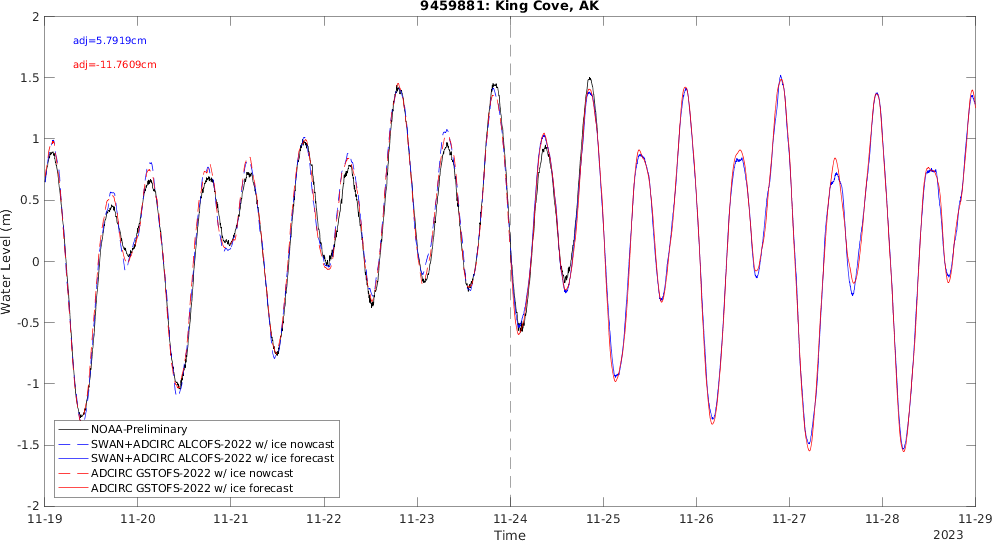 9459881: King Cove, AK
adj=5.7919cm
adj=-11.7609cm
Water Level (m)
2
1.5
1
0.5
0
-0.5
-1
-1.5
-2
NOAA-Preliminary
SWAN+ADCIRC ALCOFS-2022 w/ ice nowcast
SWAN+ADCIRC ALCOFS-2022 w/ ice forecast
ADCIRC GSTOFS-2022 w/ ice nowcast
ADCIRC GSTOFS-2022 w/ ice forecast
11-19 11-20 11-21 11-22 11-23 11-24 11-25 11-26 11-27 11-28 11-29
Time
2023